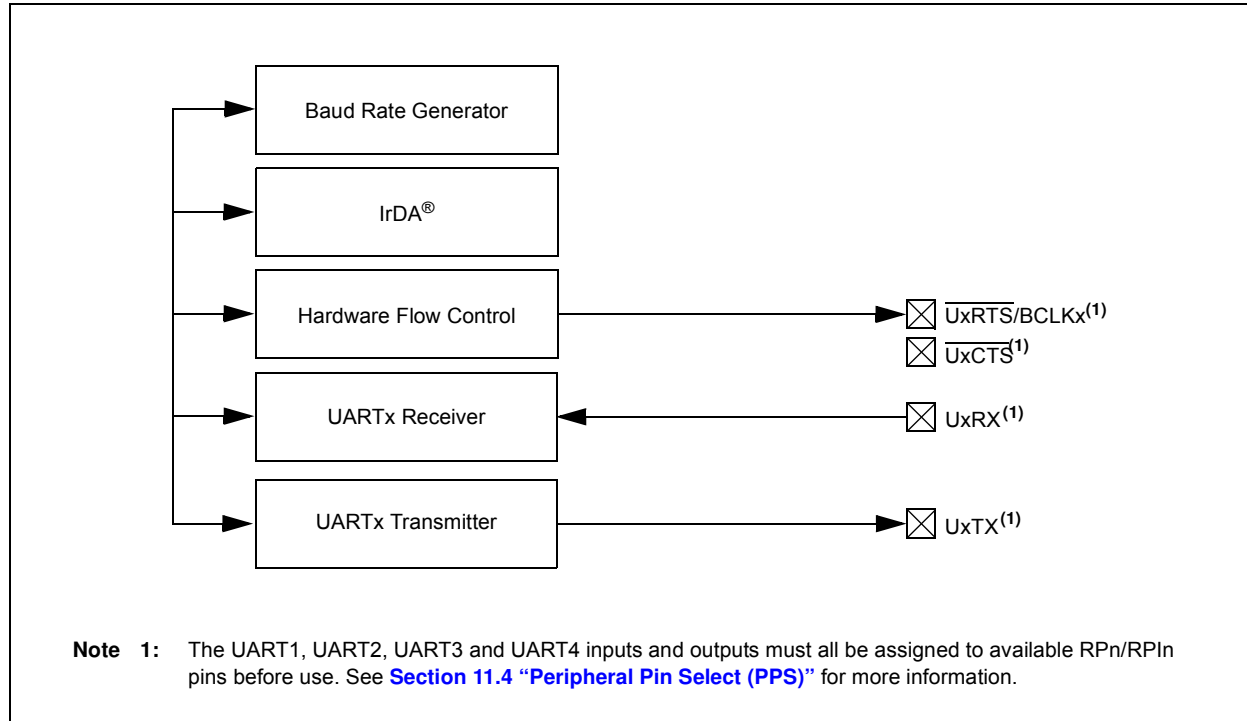 Baud Rate Generator
IrDA®
Hardware Flow Control
UxRTS/BCLKx(1)
UxCTS(1)
UARTx Receiver
UxRX(1)
UARTx Transmitter
UxTX(1)
Note 1: The UART1, UART2, UART3 and UART4 inputs and outputs must all be assigned to available RPn/RPIn
pins before use. See Section 11.4 “Peripheral Pin Select (PPS)” for more information.